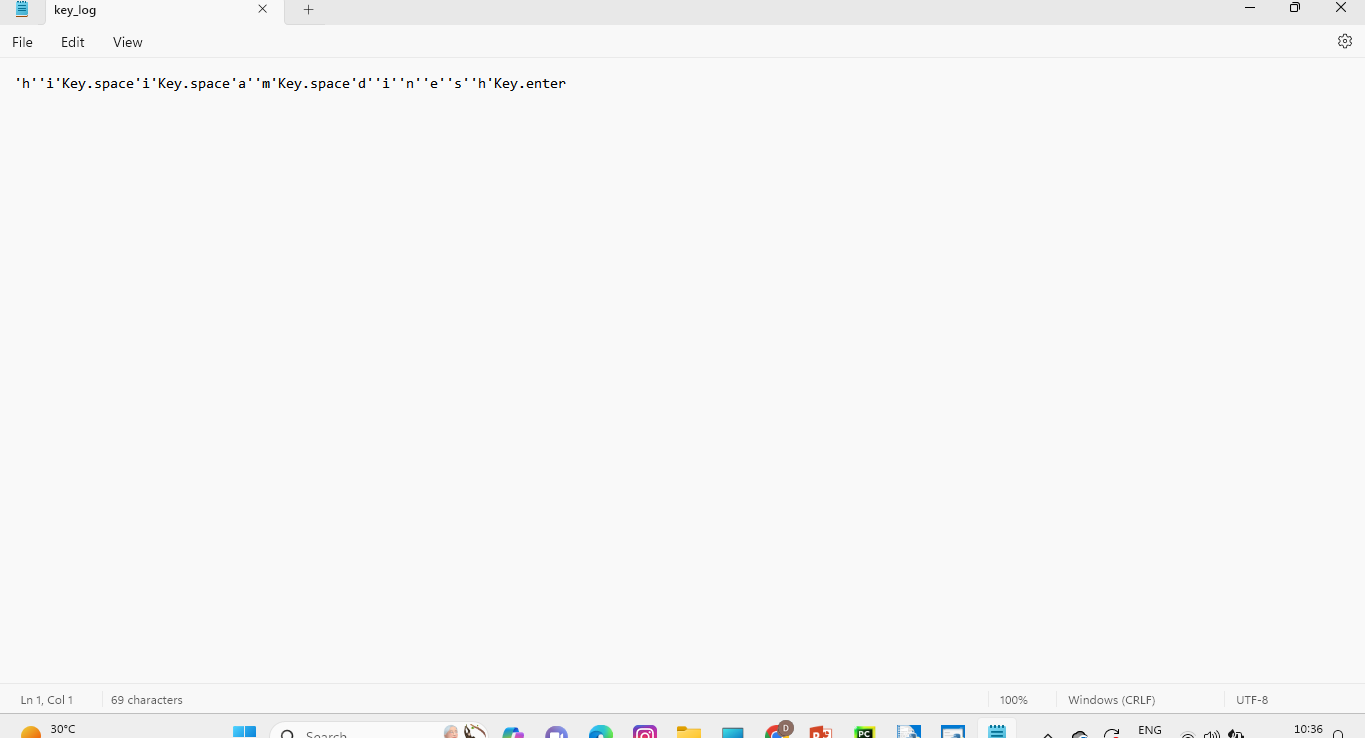 key_log
File Edit View
'h''i'Key.space'i'Key.space'a''m'Key.space'd''i''n''e''s''h'Key.enter
Ln 1, Col 1 69 characters 100% Windows (CRLF) UTF-8
30°C Search D PC ENG 10:36